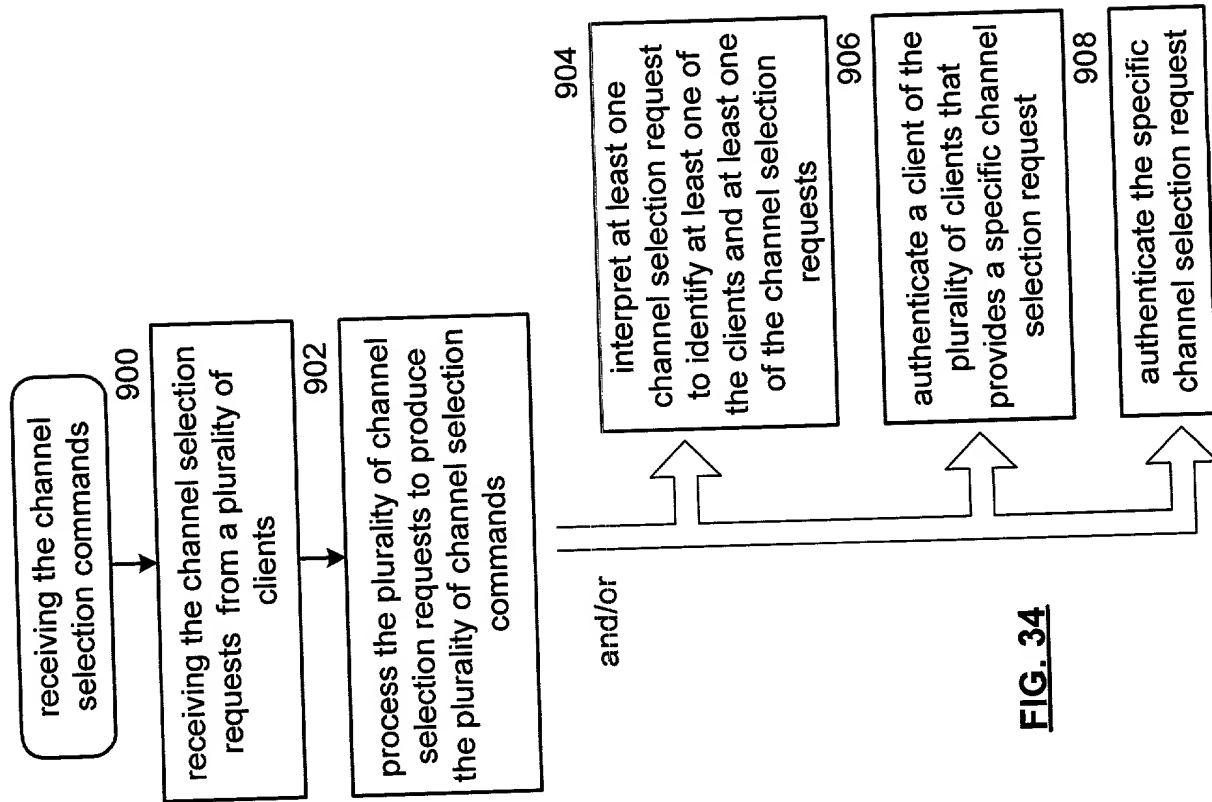 receiving the channel
selection commands
900
receiving the channel selection
requests from a plurality of
clients
902
process the plurality of channel
selection requests to produce
the plurality of channel selection
commands
and/or
904
interpret at least one
channel selection request
to identify at least one of
the clients and at least one
of the channel selection
requests
906
authenticate a client of the
plurality of clients that
provides a specific channel
selection request
908
authenticate the specific
channel selection request
FIG. 34